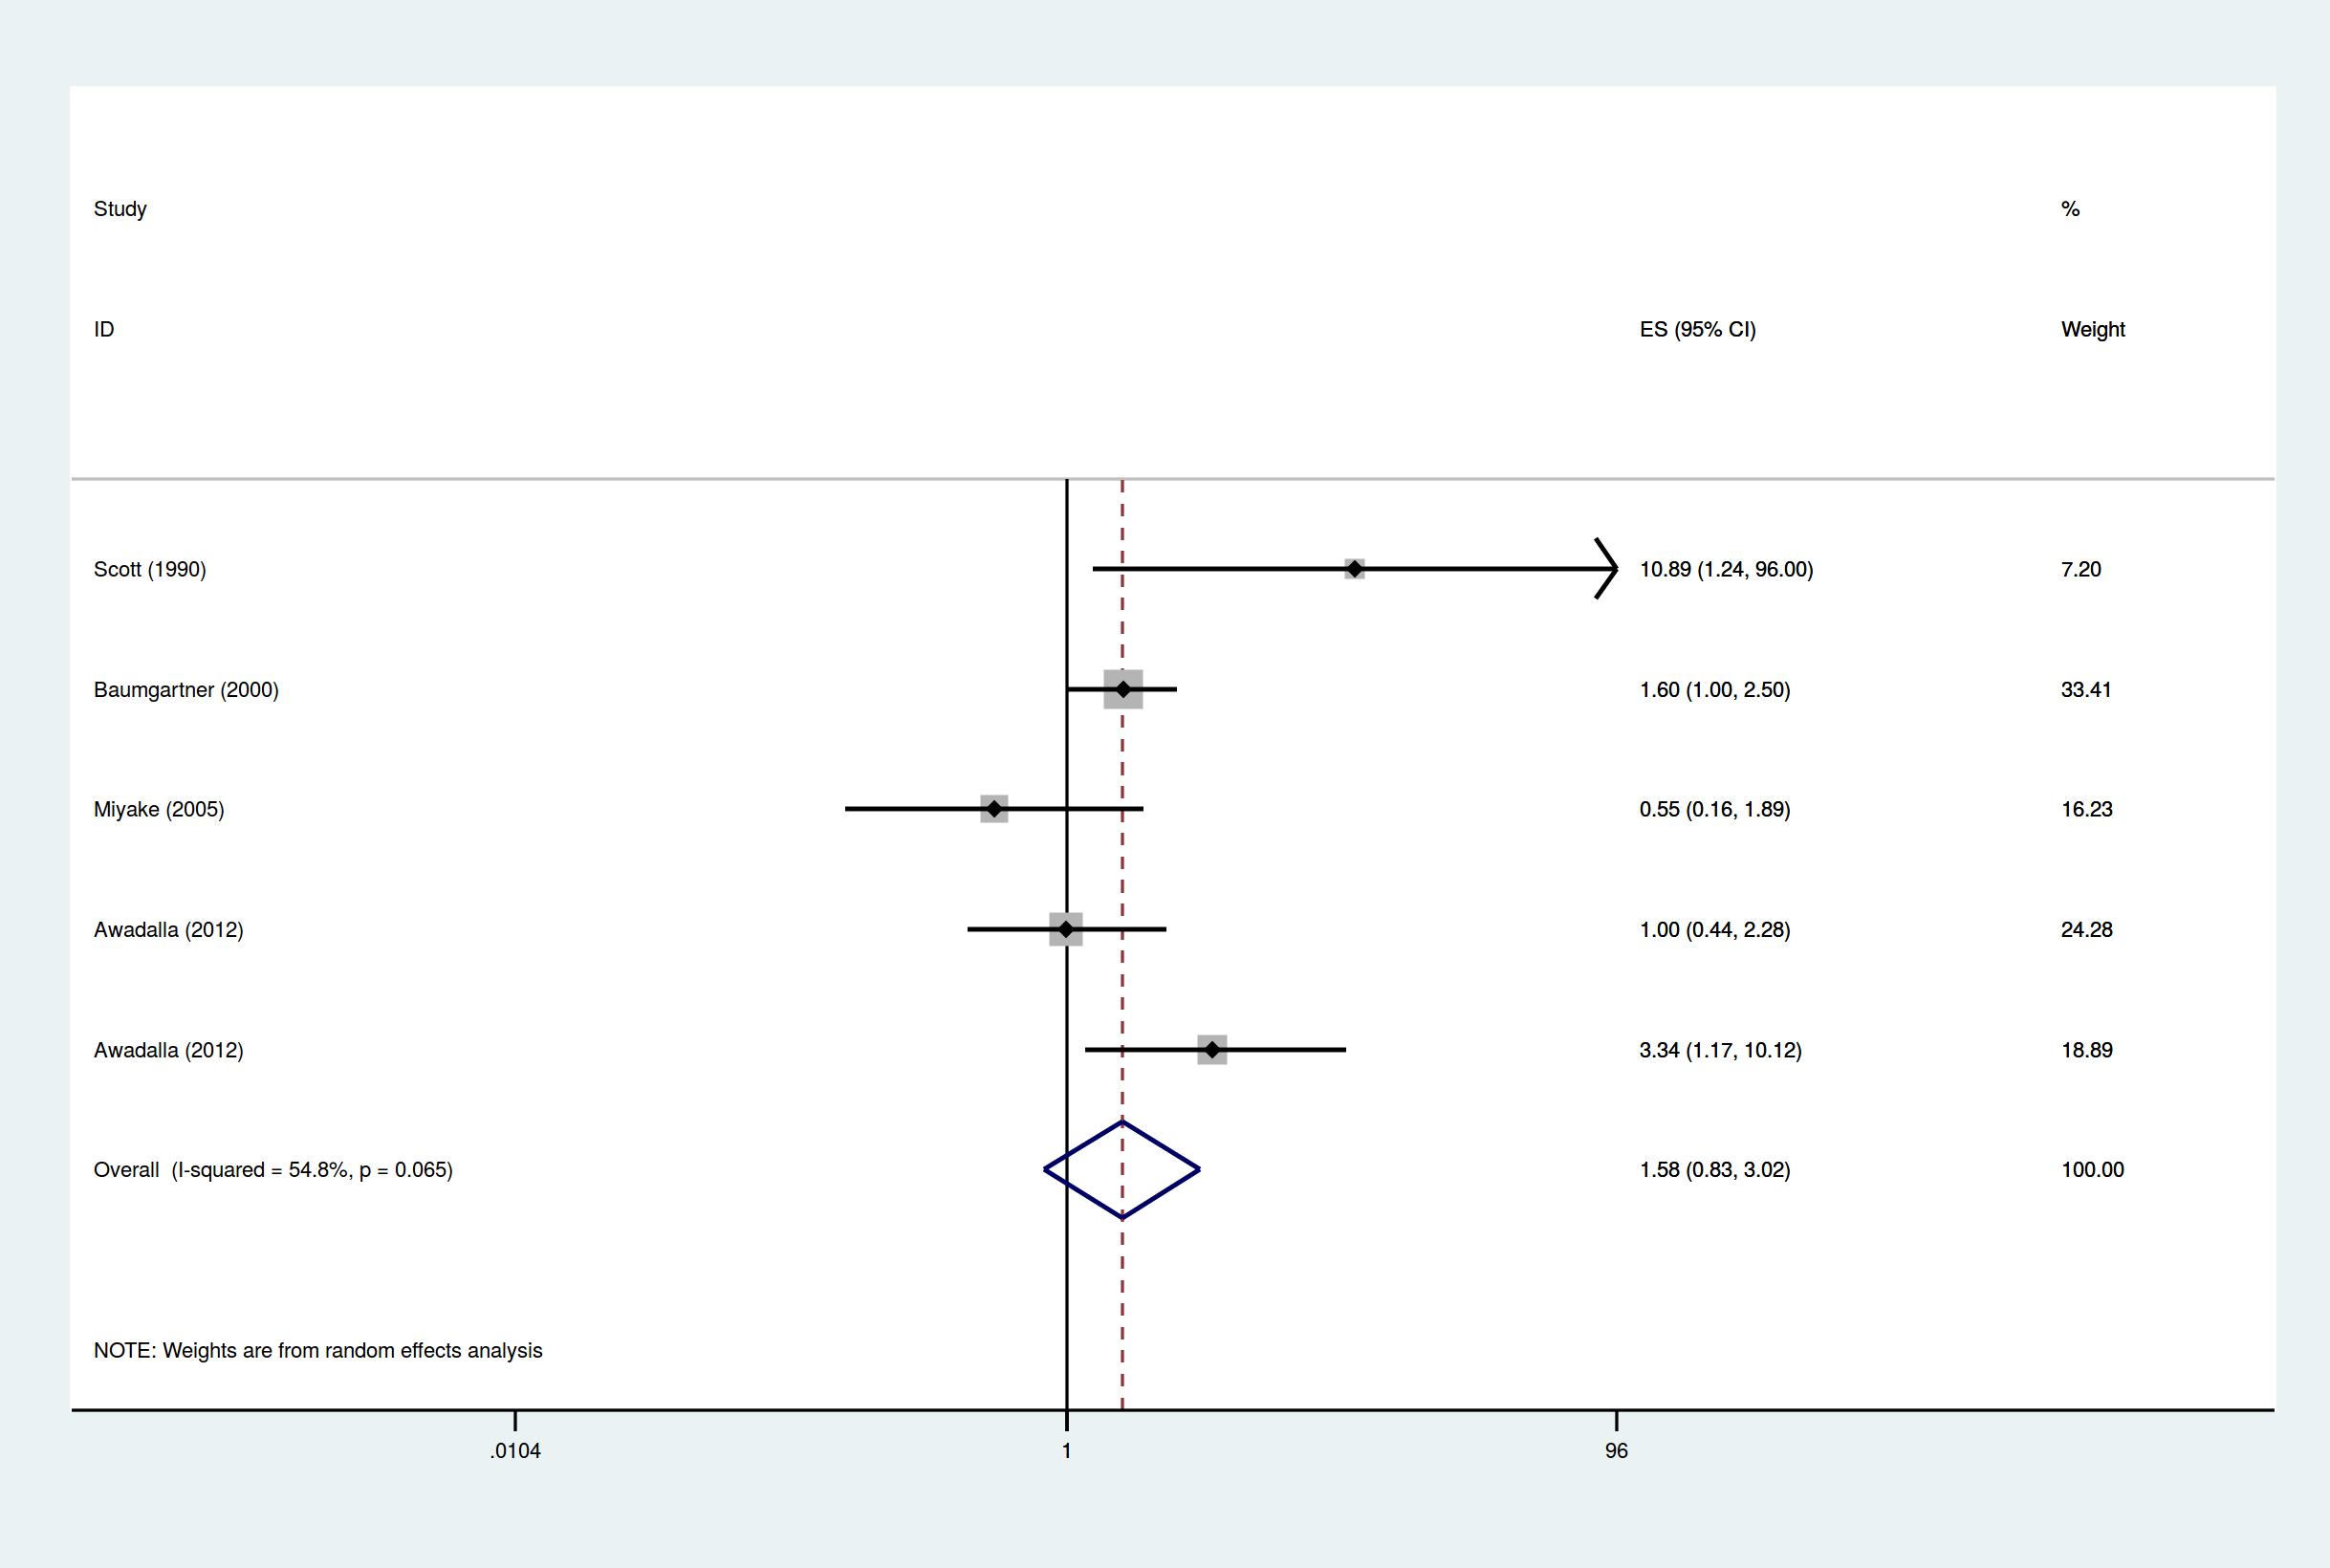 Study %
ID ES (95% CI) Weight
Scott (1990) 10.89 (1.24, 96.00) 7.20
Baumgartner (2000) 1.60 (1.00, 2.50) 33.41
Miyake (2005) 0.55 (0.16, 1.89) 16.23
Awadalla (2012) 1.00 (0.44, 2.28) 24.28
Awadalla (2012) 3.34 (1.17, 10.12) 18.89
Overall (I-squared = 54.8%, p = 0.065) 1.58 (0.83, 3.02) 100.00
NOTE: Weights are from random effects analysis
.0104 1 96